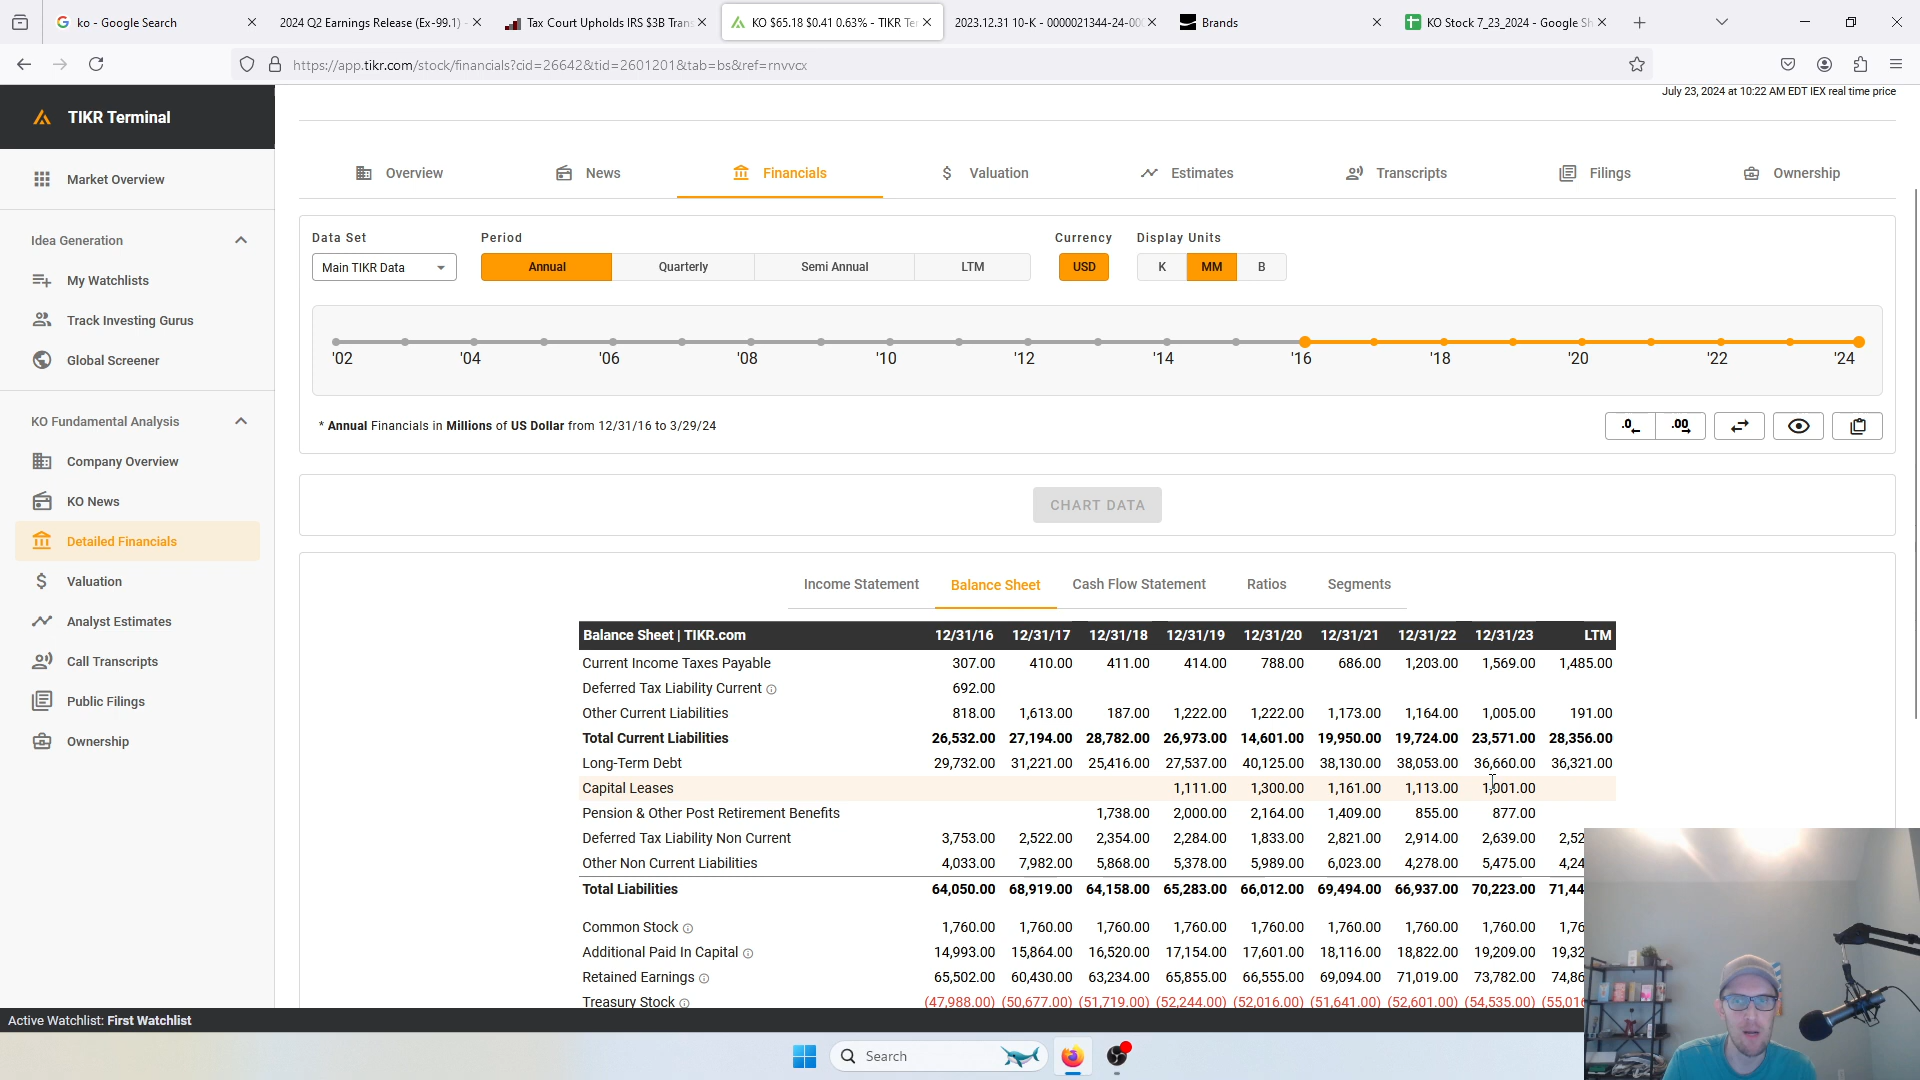 ko - Google Search
2024 Q2 Earnings Release (Ex-99.1)
Tax Court Upholds IRS $3B Tran
KO $65.18 $0.41 0.63% - TIKR Te
2023.12.31 10-K - 0000021344-24-00
Brands
KO Stock 7_23_2024 - Google Sh
https://app.tikr.com/stock/financials?cid=26642&tid=2601201&tab=bs&ref=rnvvcx
TIKR Terminal
July 23, 2024 at 10:22 AM EDT IEX real time price
Market Overview
Idea Generation
My Watchlists
Track Investing Gurus
Global Screener
KO Fundamental Analysis
Company Overview
KO News
Detailed Financials
Valuation
Analyst Estimates
Call Transcripts
Public Filings
Ownership
Overview News Financials Valuation Estimates Transcripts Filings Ownership
Data Set Period Currency Display Units
Main TIKR Data Annual Quarterly Semi Annual LTM USD K MM B
'02 '04 '06 '08 '10 '12 '14 '16 '18 '20 '22 '24
* Annual Financials in Millions of US Dollar from 12/31/16 to 3/29/24
.0 .00
CHART DATA
Income Statement Balance Sheet Cash Flow Statement Ratios Segments
Balance Sheet | TIKR.com 12/31/16 12/31/17 12/31/18 12/31/19 12/31/20 12/31/21 12/31/22 12/31/23 LTM
Current Income Taxes Payable 307.00 410.00 411.00 414.00 788.00 686.00 1,203.00 1,569.00 1,485.00
Deferred Tax Liability Current 692.00
Other Current Liabilities 818.00 1,613.00 187.00 1,222.00 1,222.00 1,173.00 1,164.00 1,005.00 191.00
Total Current Liabilities 26,532.00 27,194.00 28,782.00 26,973.00 14,601.00 19,950.00 19,724.00 23,571.00 28,356.00
Long-Term Debt 29,732.00 31,221.00 25,416.00 27,537.00 40,125.00 38,130.00 38,053.00 36,660.00 36,321.00
Capital Leases 1,111.00 1,300.00 1,161.00 1,113.00 1,001.00
Pension & Other Post Retirement Benefits 1,738.00 2,000.00 2,164.00 1,409.00 855.00 877.00
Deferred Tax Liability Non Current 3,753.00 2,522.00 2,354.00 2,284.00 1,833.00 2,821.00 2,914.00 2,639.00 2,52
Other Non Current Liabilities 4,033.00 7,982.00 5,868.00 5,378.00 5,989.00 6,023.00 4,278.00 5,475.00 4,24
Total Liabilities 64,050.00 68,919.00 64,158.00 65,283.00 66,012.00 69,494.00 66,937.00 70,223.00 71,44
Common Stock 1,760.00 1,760.00 1,760.00 1,760.00 1,760.00 1,760.00 1,760.00 1,760.00 1,76
Additional Paid In Capital 14,993.00 15,864.00 16,520.00 17,154.00 17,601.00 18,116.00 18,822.00 19,209.00 19,32
Retained Earnings 65,502.00 60,430.00 63,234.00 65,855.00 66,555.00 69,094.00 71,019.00 73,782.00 74,86
Treasury Stock (47,988.00) (50,677.00) (51,719.00) (52,244.00) (52,016.00) (51,641.00) (52,601.00) (54,535.00) (55,016
Active Watchlist: First Watchlist
Search